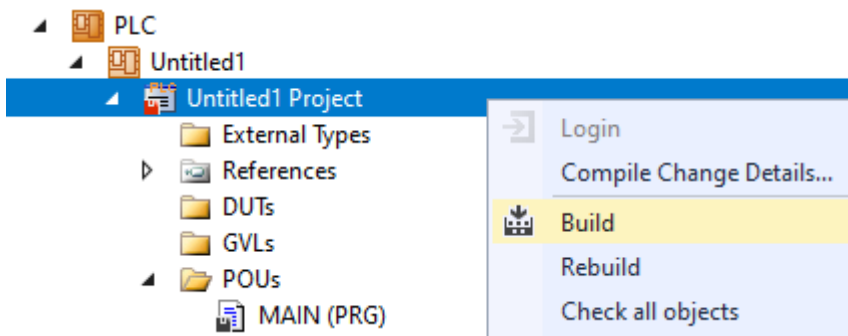 PLC
Untitled1
Untitled1 Project
External Types
References
DUTs
GVLs
POUs
MAIN (PRG)
Login
Compile Change Details...
Build
Rebuild
Check all objects